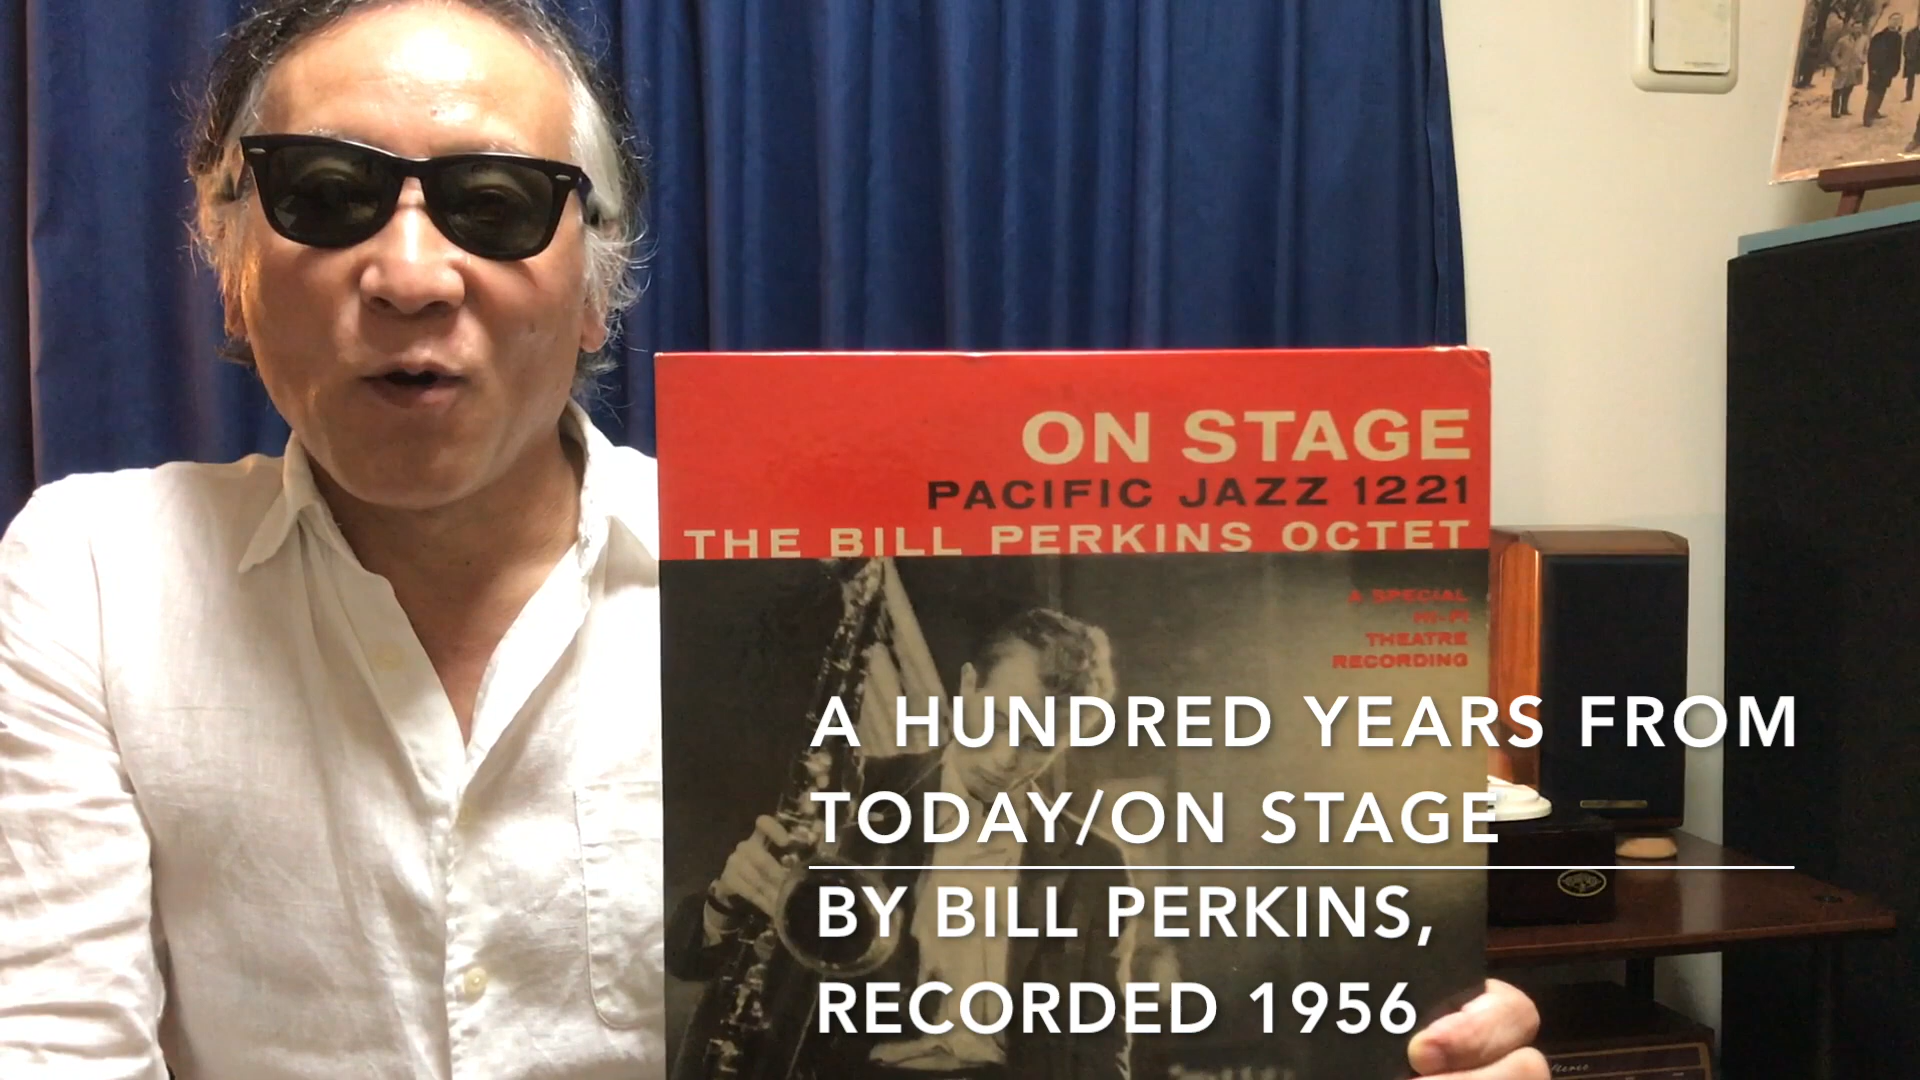 ON STAGE
PACIFIC JAZZ 1221
THE BILL PERKINS OCTET
A SPECIAL
HI-FI
THEATRE
RECORDING
A HUNDRED YEARS FROM
TODAY/ON STAGE
BY BILL PERKINS,
RECORDED 1956